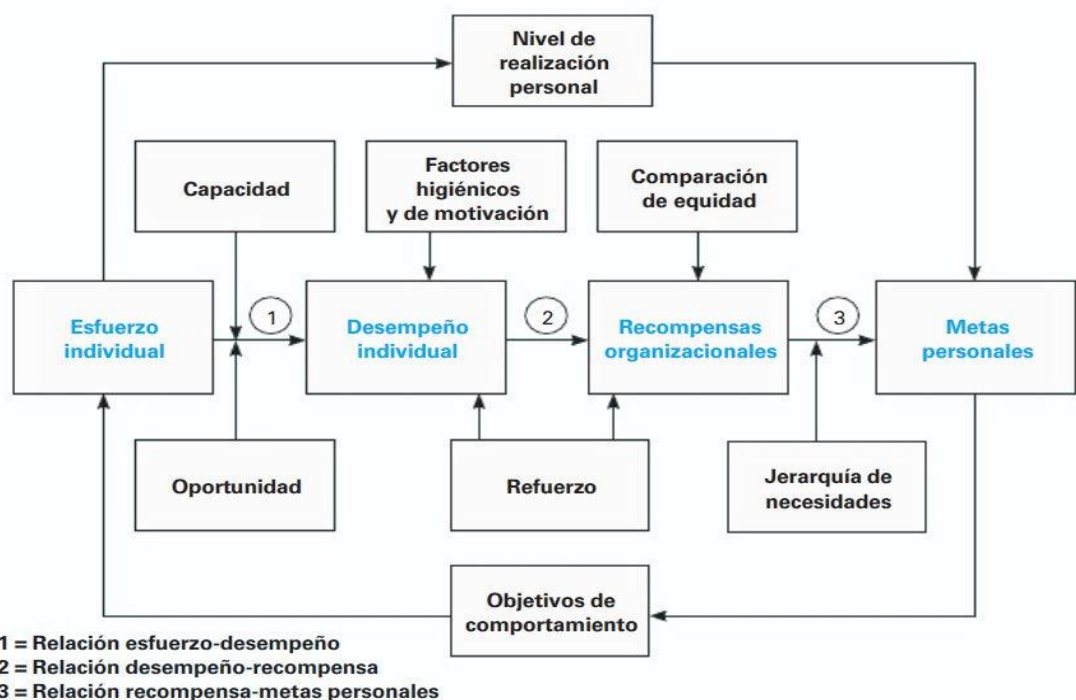 Nivel de
realización
personal
Capacidad
Factores
higiénicos
y de motivación
Comparación
de equidad
Esfuerzo
individual
1
Desempeño
individual
2
Recompensas
organizacionales
3
Metas
personales
Oportunidad
Refuerzo
Jerarquía de
necesidades
Objetivos de
comportamiento
1 = Relación esfuerzo-desempeño
2 = Relación desempeño-recompensa
3 = Relación recompensa-metas personales